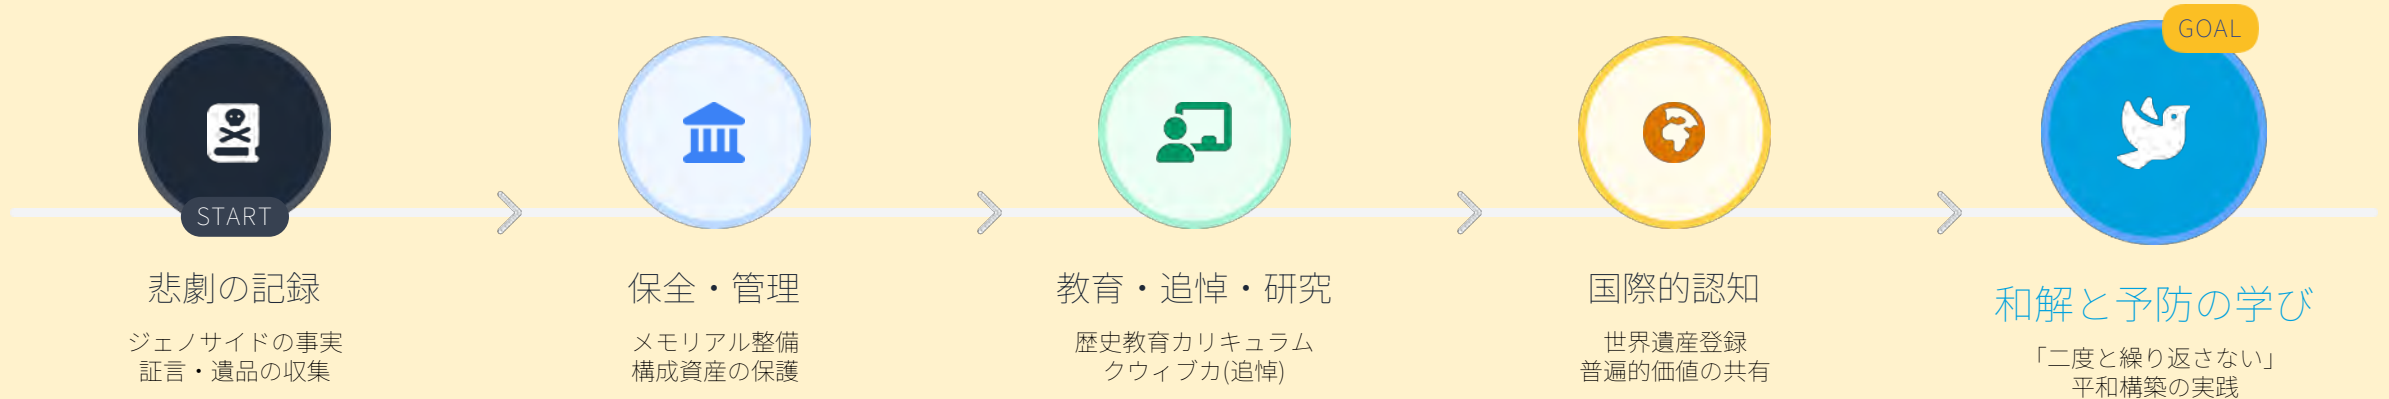 START
悲劇の記録
ジェノサイドの事実
証言・遺品の収集
保全・管理
メモリアル整備
構成資産の保護
教育・追悼・研究
歴史教育カリキュラム
クウィブカ(追悼)
国際的認知
世界遺産登録
普遍的価値の共有
GOAL
和解と予防の学び
「二度と繰り返さない」
平和構築の実践